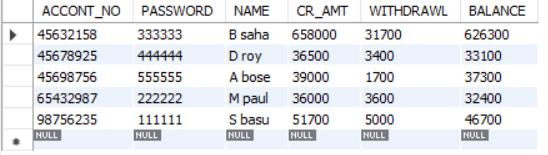 ACCONT_NO PASSWORD NAME CR_AMT WITHDRAWL BALANCE
45632158 333333 B saha 658000 31700 626300
45678925 444444 D roy 36500 3400 33100
45698756 555555 A bose 39000 1700 37300
65432987 222222 M paul 36000 3600 32400
98756235 111111 S basu 51700 5000 46700
NULL NULL NULL NULL NULL NULL